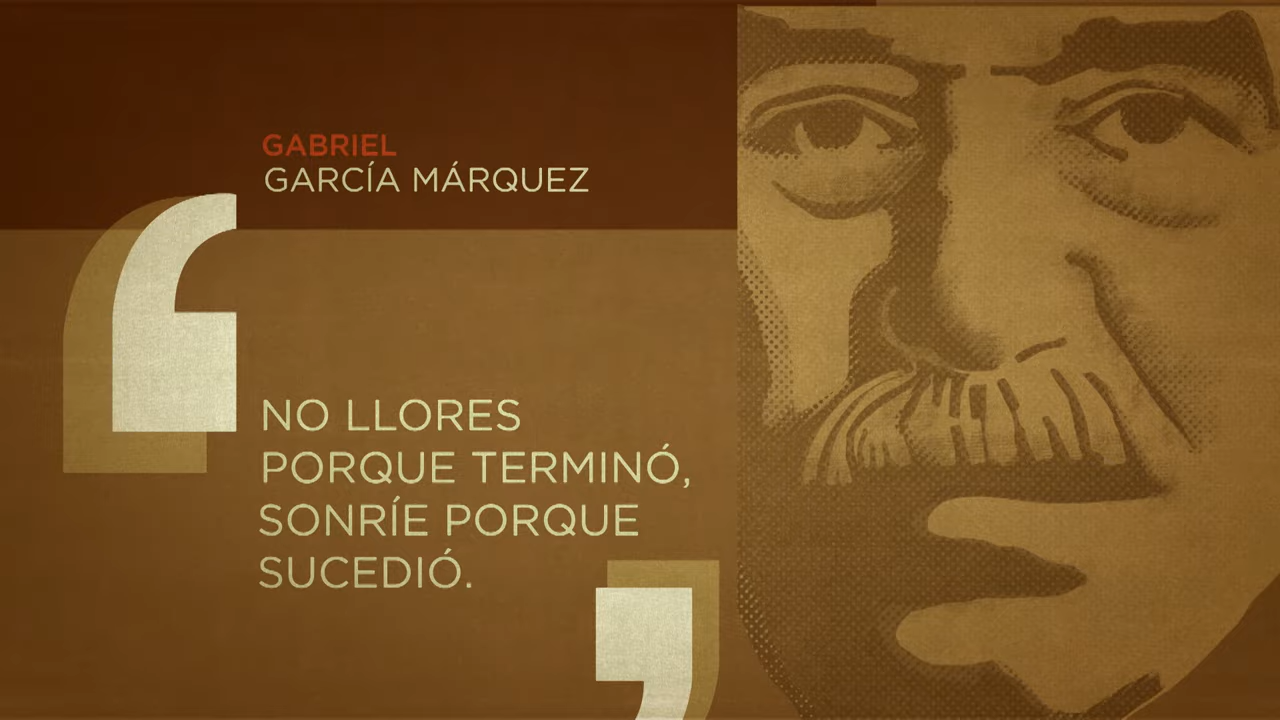 GABRIEL
GARCÍA MÁRQUEZ
NO LLORES
PORQUE TERMINÓ,
SONRÍE PORQUE
SUCEDIÓ.